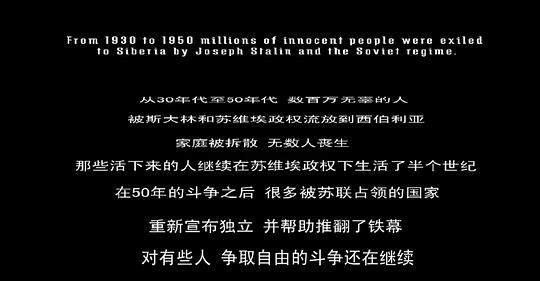 From 1930 to 1950 millions of innocent people were exiled
to Siberia by Joseph Stalin and the Soviet regime.
从30年代至50年代 数百万无辜的人
被斯大林和苏维埃政权流放到西伯利亚
家庭被拆散 无数人丧生
那些活下来的人继续在苏维埃政权下生活了半个世纪
在50年的斗争之后 很多被苏联占领的国家
重新宣布独立 并帮助推翻了铁幕
对有些人 争取自由的斗争还在继续